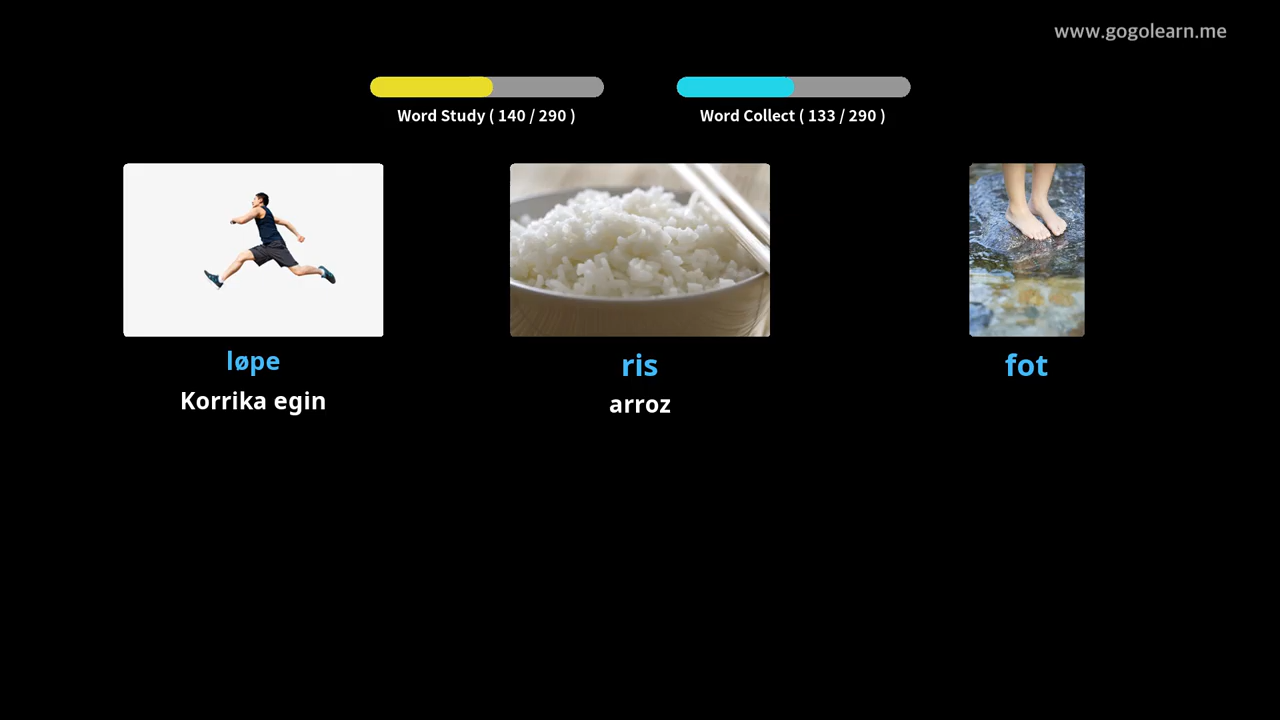 www.gogolearn.me
Word Study ( 140 / 290 )
Word Collect ( 133 / 290 )
løpe
ris
fot
Korrika egin
arroz